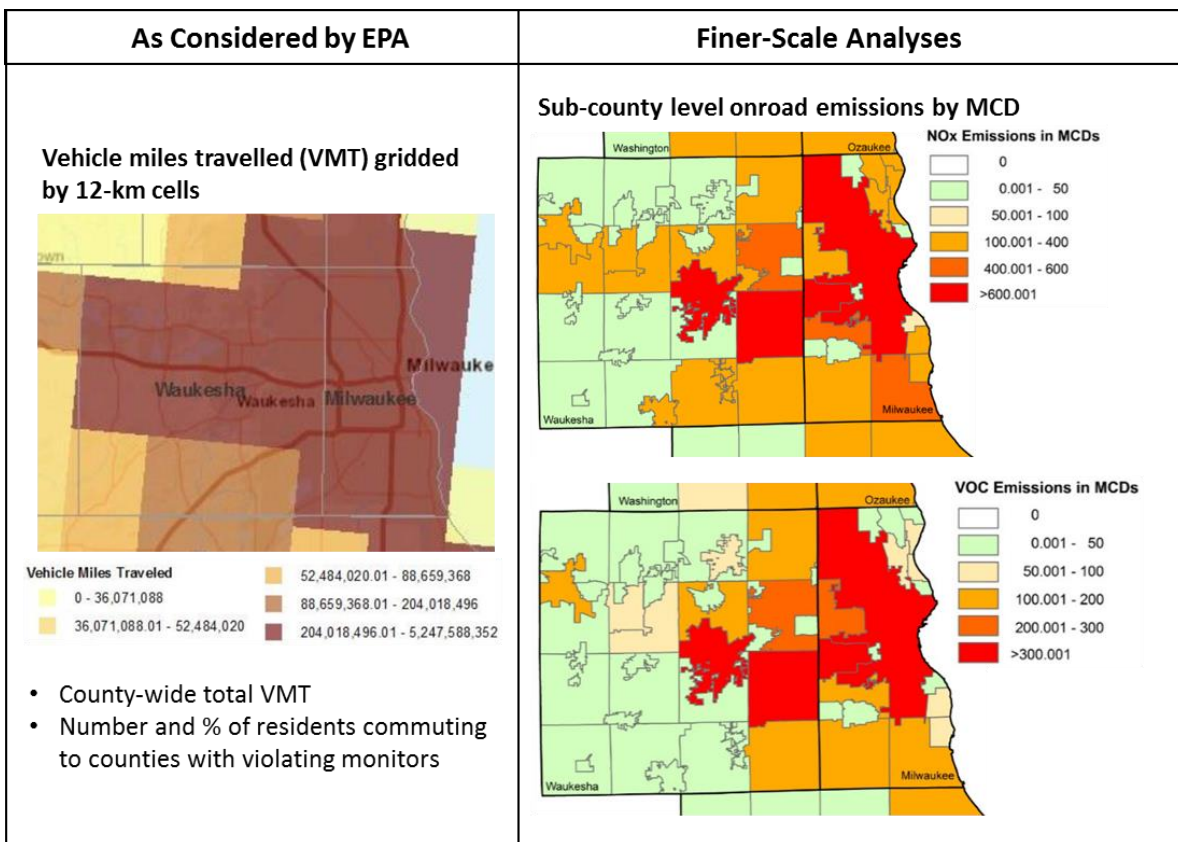 As Considered by EPA
Finer-Scale Analyses
Vehicle miles travelled (VMT) gridded
by 12-km cells
own
Milwauke
Waukesha
Waukesha
Milwaukee
Vehicle Miles Traveled
0 - 36,071,088
36,071,088.01 - 52,484,020
52,484,020.01 - 88,659,368
88,659,368.01 - 204,018,496
204,018,496.01 - 5,247,588,352
• County-wide total VMT
• Number and % of residents commuting
to counties with violating monitors
Sub-county level onroad emissions by MCD
Washington
Ozaukee
Waukesha
Milwaukee
NOx Emissions in MCDs
0
0.001 - 50
50.001 - 100
100.001 - 400
400.001 - 600
>600.001
Washington
Ozaukee
Waukesha
Milwaukee
VOC Emissions in MCDs
0
0.001 - 50
50.001 - 100
100.001 - 200
200.001 - 300
>300.001